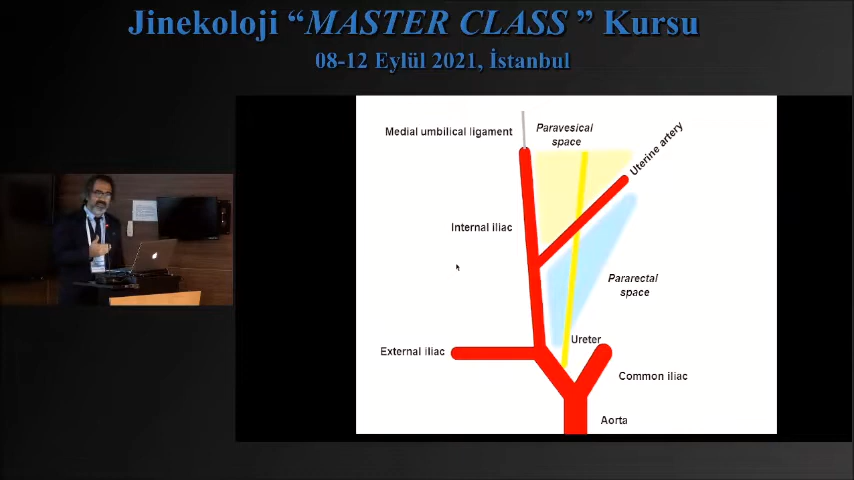 Jinekoloji “MASTER CLASS ” Kursu
08-12 Eylül 2021, İstanbul
Medial umbilical ligament
Paravesical
space
Uterine artery
Internal iliac
Pararectal
space
Ureter
External iliac
Common iliac
Aorta